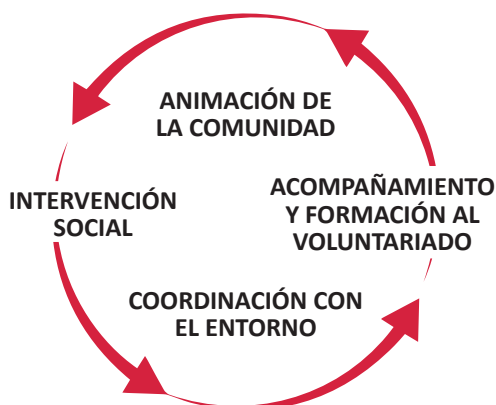 ANIMACIÓN DE
LA COMUNIDAD
INTERVENCIÓN
SOCIAL
ACOMPAÑAMIENTO
Y FORMACIÓN AL
VOLUNTARIADO
COORDINACIÓN CON
EL ENTORNO